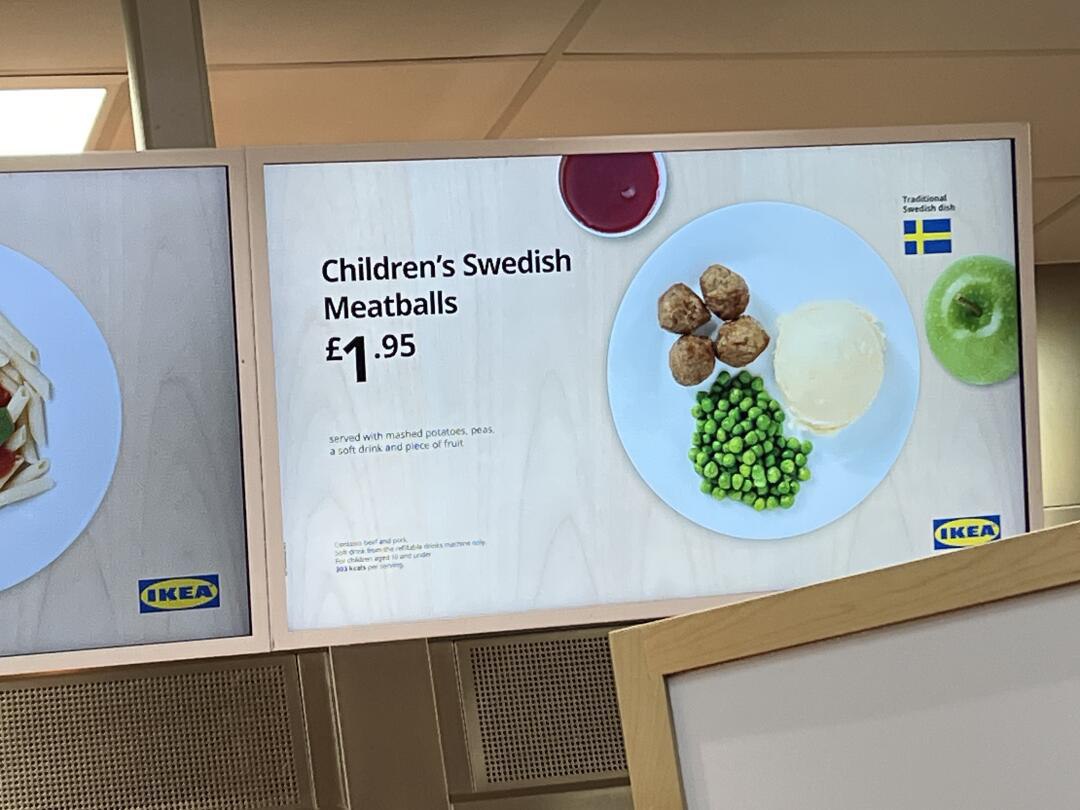 Traditional
Swedish dish
Children's Swedish
Meatballs
£1.95
served with mashed potatoes, peas,
a soft drink and piece of fruit
Contains beef and pork.
Soft drink from the refillable drinks machine only.
For children aged 10 and under
kcals per serving.
IKEA
IKEA